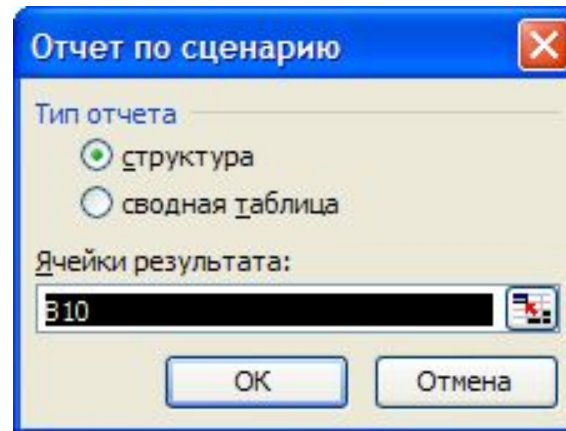 Отчет по сценарию
Тип отчета
структура
сводная таблица
Ячейки результата:
B10
OK
Отмена